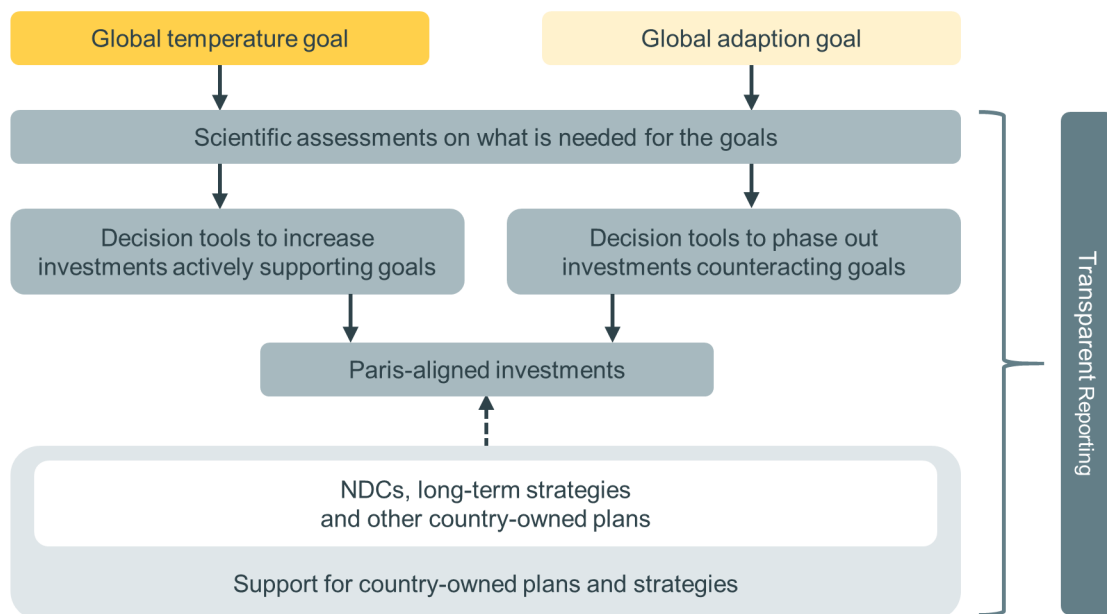 Global temperature goal
Global adaption goal
Scientific assessments on what is needed for the goals
Decision tools to increase
investments actively supporting goals
Decision tools to phase out
investments counteracting goals
Paris-aligned investments
NDCs, long-term strategies
and other country-owned plans
Support for country-owned plans and strategies
Transparent Reporting